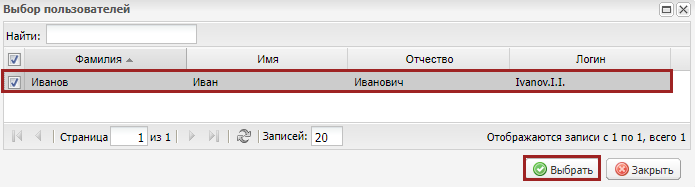 Выбор пользователей
Найти:
Фамилия Имя Отчество Логин
Иванов Иван Иванович Ivanov.I.I.
Страница 1 из 1 Записей: 20 Отображаются записи с 1 по 1, всего 1
Выбрать Закрыть